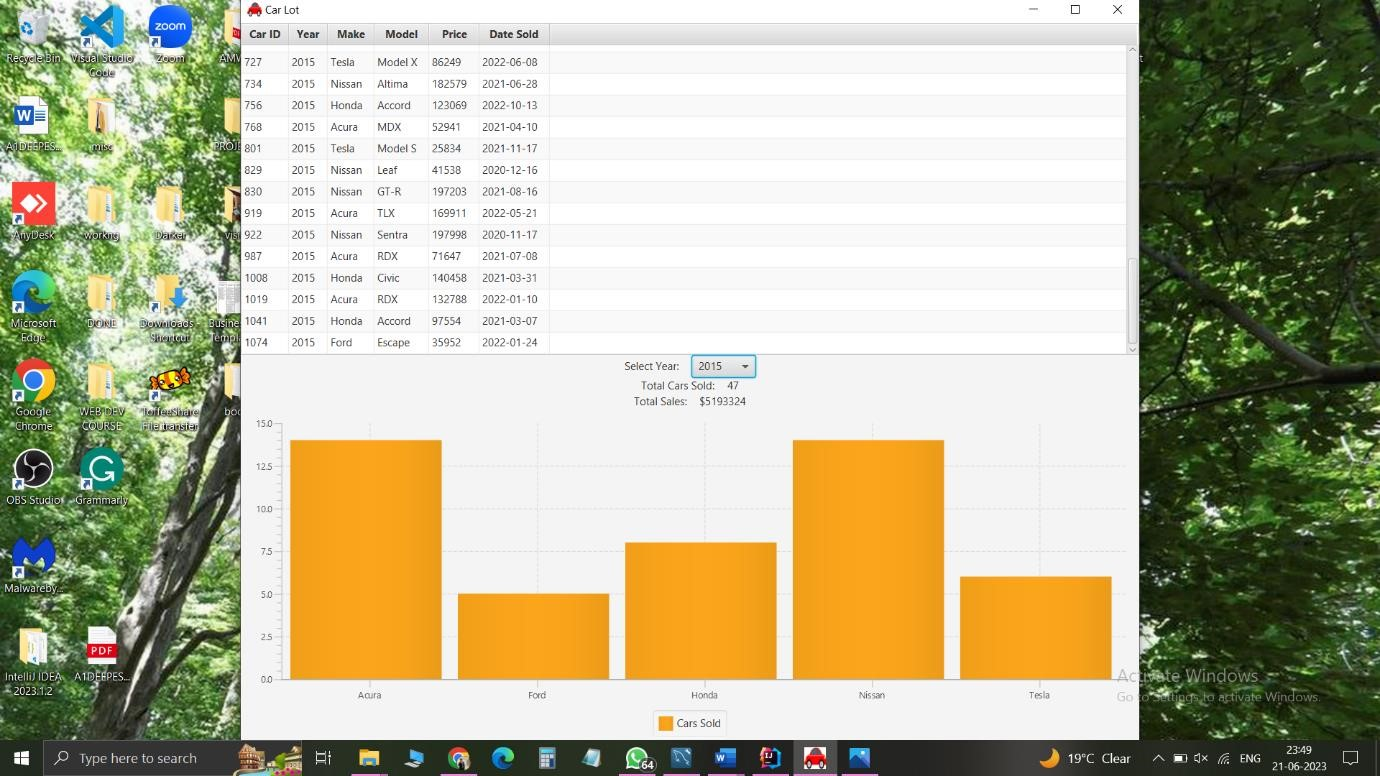 Car Lot
Car ID Year Make Model Price Date Sold
727 2015 Tesla Model X 86249 2022-06-08
734 2015 Nissan Altima 182579 2021-06-28
756 2015 Honda Accord 123069 2022-10-13
768 2015 Acura MDX 52941 2021-04-10
801 2015 Tesla Model S 25834 2021-11-17
829 2015 Nissan Leaf 41538 2020-12-16
830 2015 Nissan GT-R 197203 2021-08-16
919 2015 Acura TLX 169911 2022-05-21
922 2015 Nissan Sentra 197998 2020-11-17
987 2015 Acura RDX 71647 2021-07-08
1008 2015 Honda Civic 140458 2021-03-31
1019 2015 Acura RDX 132788 2022-01-10
1041 2015 Honda Accord 97554 2021-03-07
1074 2015 Ford Escape 35952 2022-01-24
Select Year: 2015
Total Cars Sold: 47
Total Sales: $5193324
15.0
12.5
10.0
7.5
5.0
2.5
0.0
Acura Ford Honda Nissan Tesla
Cars Sold
Recycle Bin
Visual Studio
Code
zoom
Zoom
A1DEEPES...
misc
AnyDesk
workng
Darker
Microsoft
Edge
DONE
Downloads -
Shortcut
Google
Chrome
WEB DEV
COURSE
ToffeeShare
File transfer
OBS Studio
Grammarly
Malwareby...
IntelliJ IDEA
2023.1.2
PDF
A1DEEPES...
Activate Windows
Go to Settings to activate Windows.
Type here to search
64
19°C Clear
ENG
23:49
21-06-2023